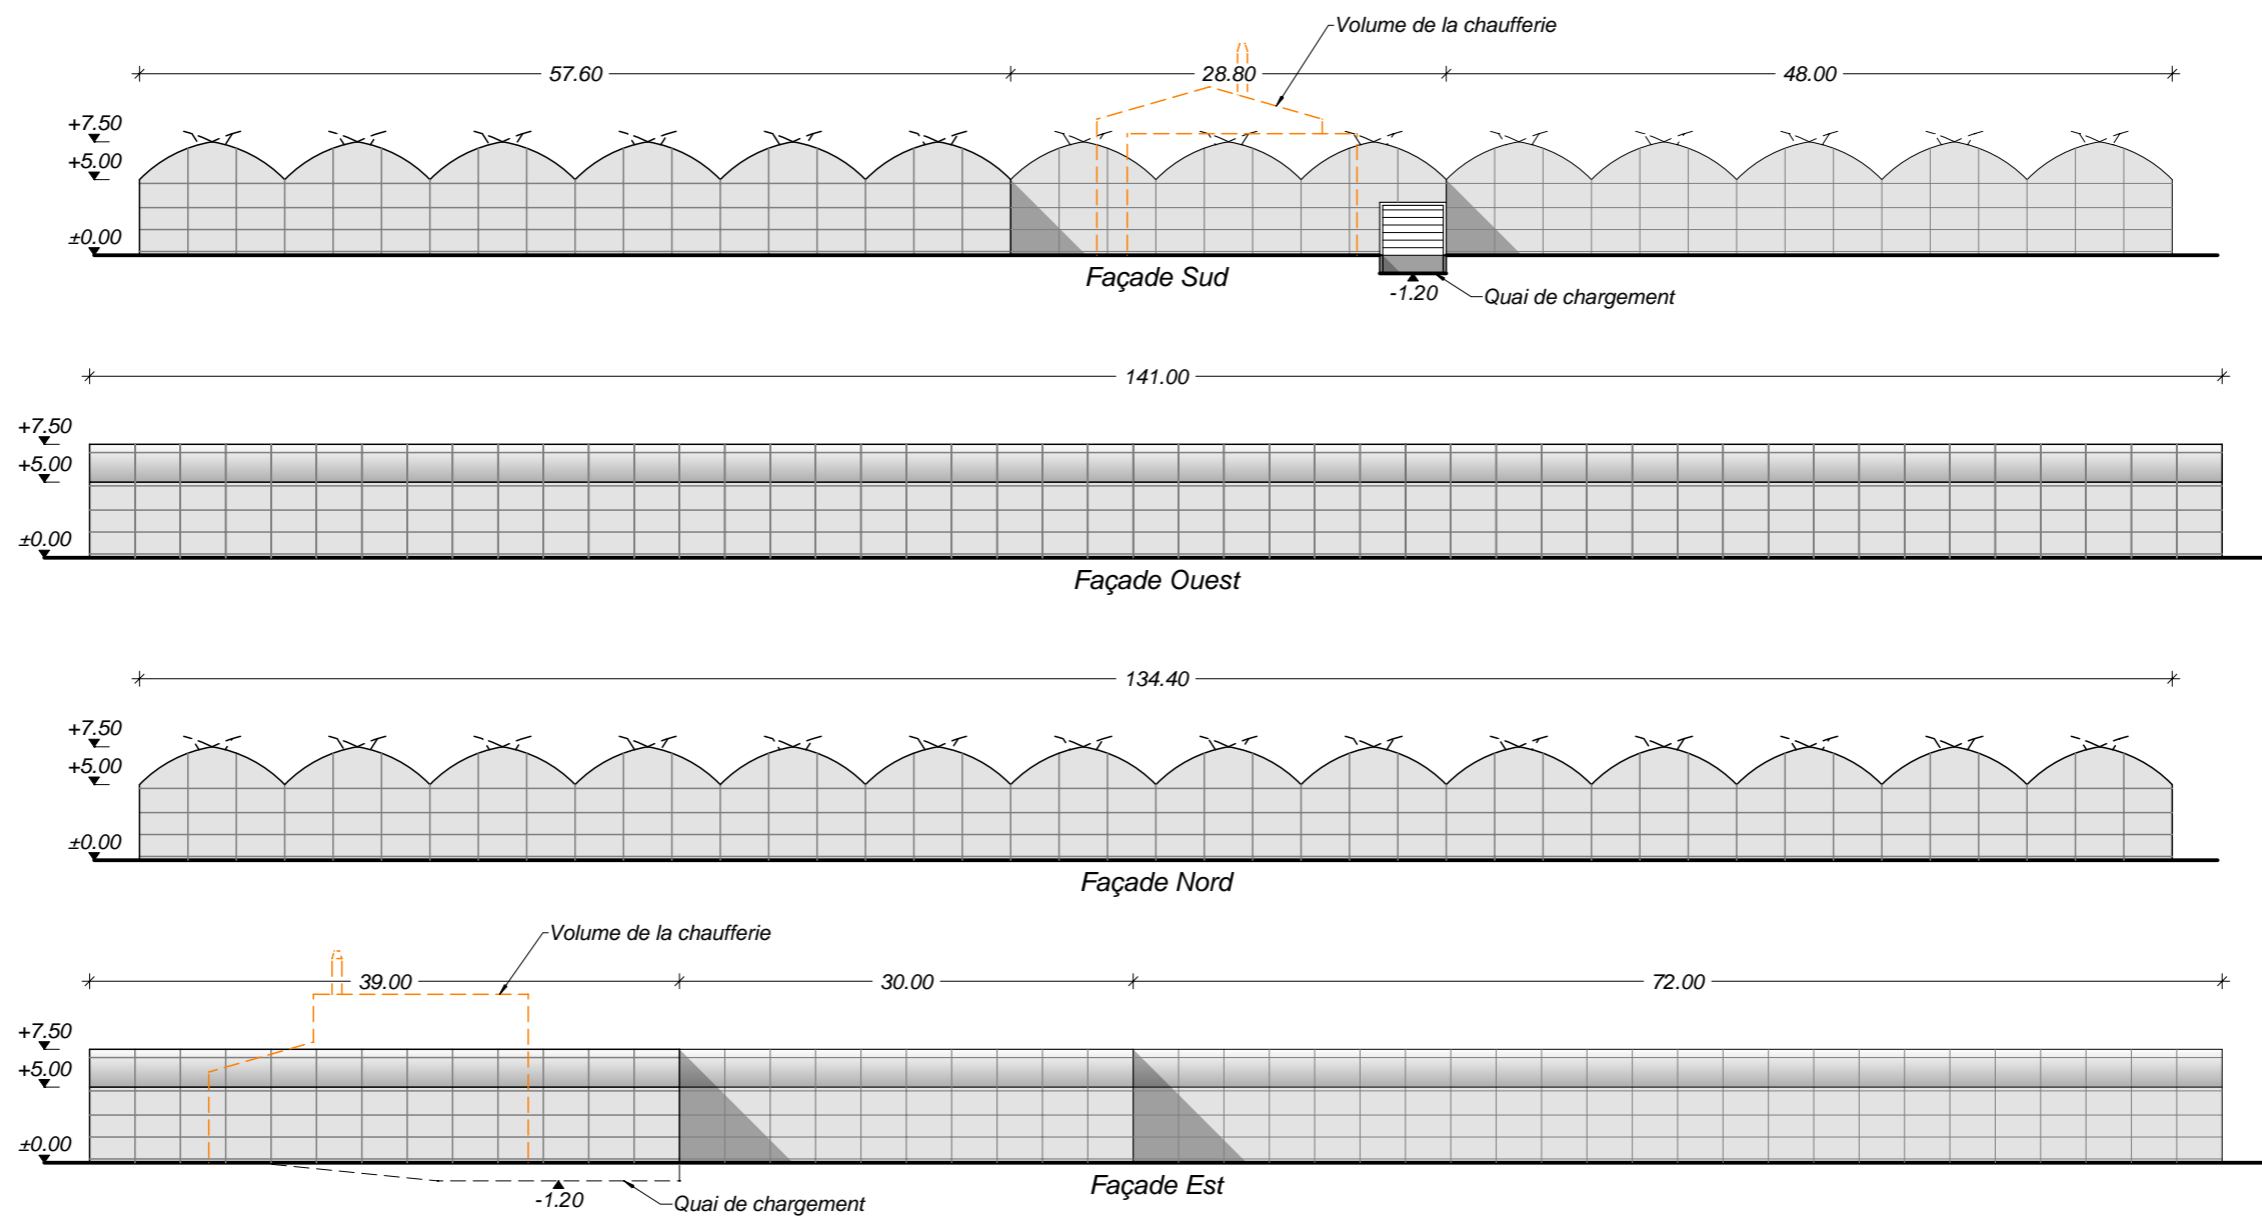 Volume de la chaufferie
57.60
28.80
48.00
+7.50
+5.00
±0.00
Façade Sud
-1.20
Quai de chargement
141.00
+7.50
+5.00
±0.00
Façade Ouest
134.40
+7.50
+5.00
±0.00
Façade Nord
Volume de la chaufferie
39.00
30.00
72.00
+7.50
+5.00
±0.00
Façade Est
-1.20
Quai de chargement